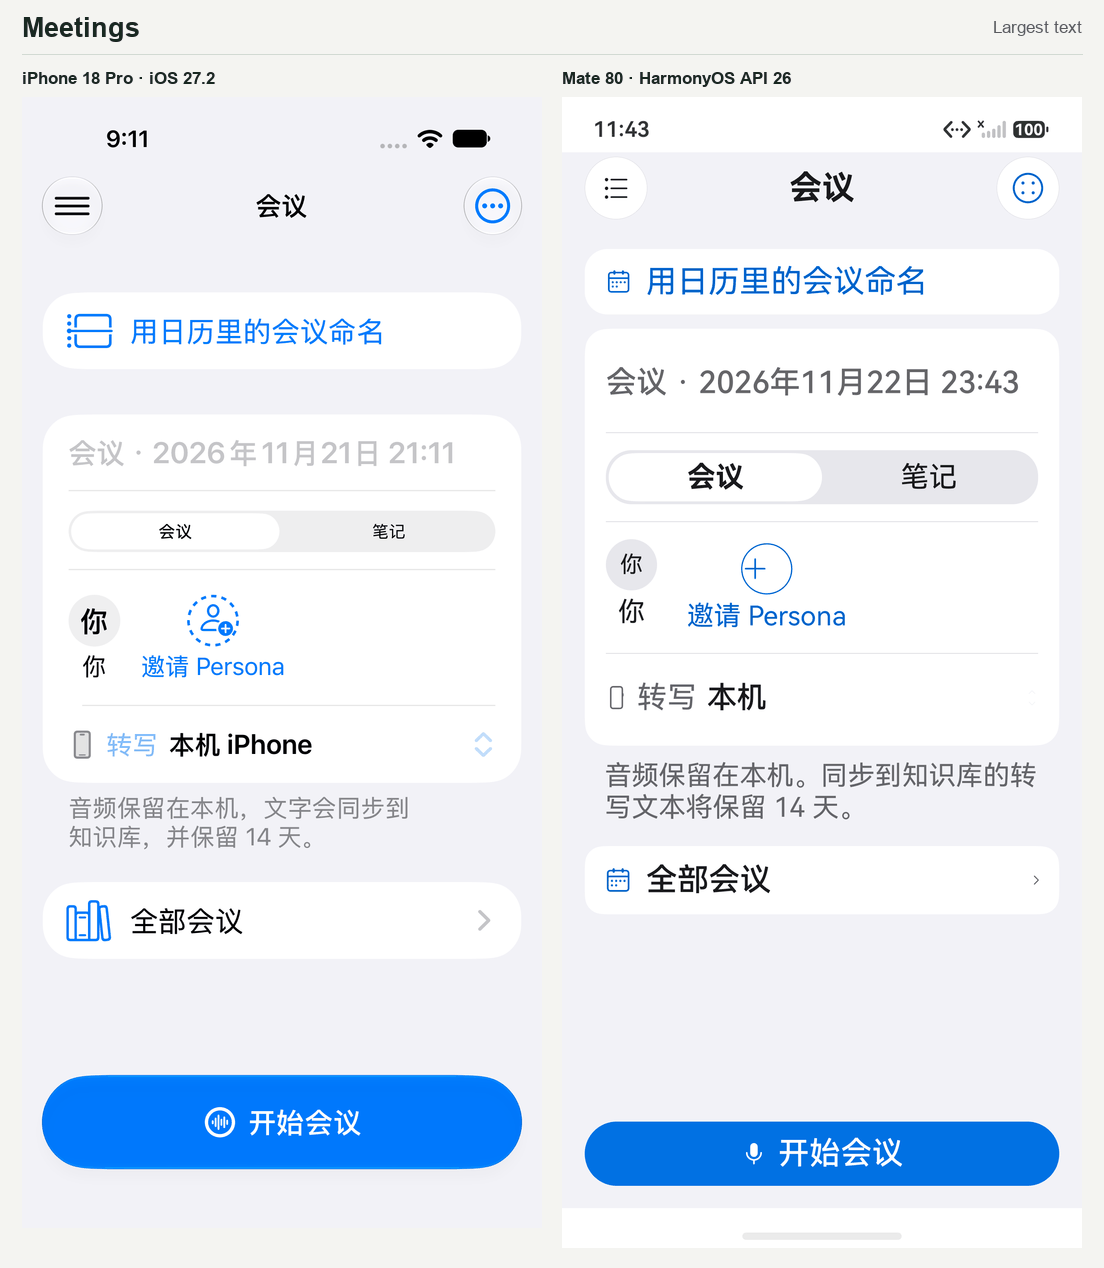 Meetings
Largest text
iPhone 18 Pro · iOS 27.2
9:11
会议
用日历里的会议命名
会议 · 2026年11月21日 21:11
会议
笔记
你
你
邀请 Persona
转写 本机 iPhone
音频保留在本机，文字会同步到
知识库，并保留 14 天。
全部会议
开始会议
Mate 80 · HarmonyOS API 26
11:43
100
会议
用日历里的会议命名
会议 · 2026年11月22日 23:43
会议
笔记
你
你
邀请 Persona
转写 本机
音频保留在本机。同步到知识库的转
写文本将保留 14 天。
全部会议
开始会议